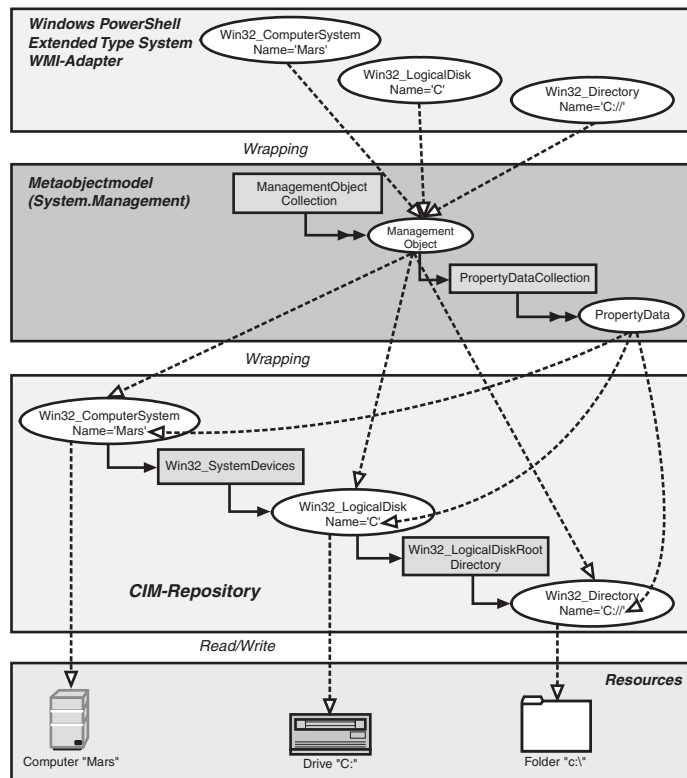 Windows PowerShell
Extended Type System
WMI-Adapter
Win32_ComputerSystem
Name='Mars'
Win32_LogicalDisk
Name='C'
Win32_Directory
Name='C://'
Wrapping
Metaobjectmodel
(System.Management)
ManagementObject
Collection
Management
Object
PropertyDataCollection
PropertyData
Wrapping
Win32_ComputerSystem
Name='Mars'
Win32_SystemDevices
Win32_LogicalDisk
Name='C'
Win32_LogicalDiskRoot
Directory
CIM-Repository
Win32_Directory
Name='C://'
Read/Write
Resources
Computer "Mars"
Drive "C:"
Folder "c:\"